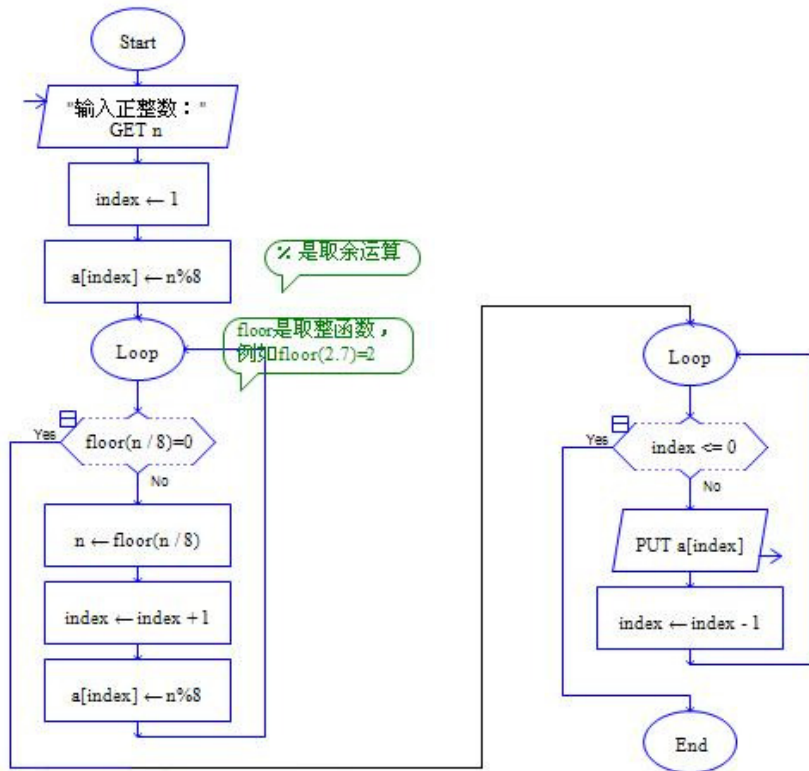 Start
"输入正整数："
GET n
index ← 1
a[index] ← n%8
% 是取余运算
Loop
floor是取整函数，
例如floor(2.7)=2
Yes
floor(n / 8)=0
No
n ← floor(n / 8)
index ← index + 1
a[index] ← n%8
Loop
Yes
index <= 0
No
PUT a[index]
index ← index - 1
End